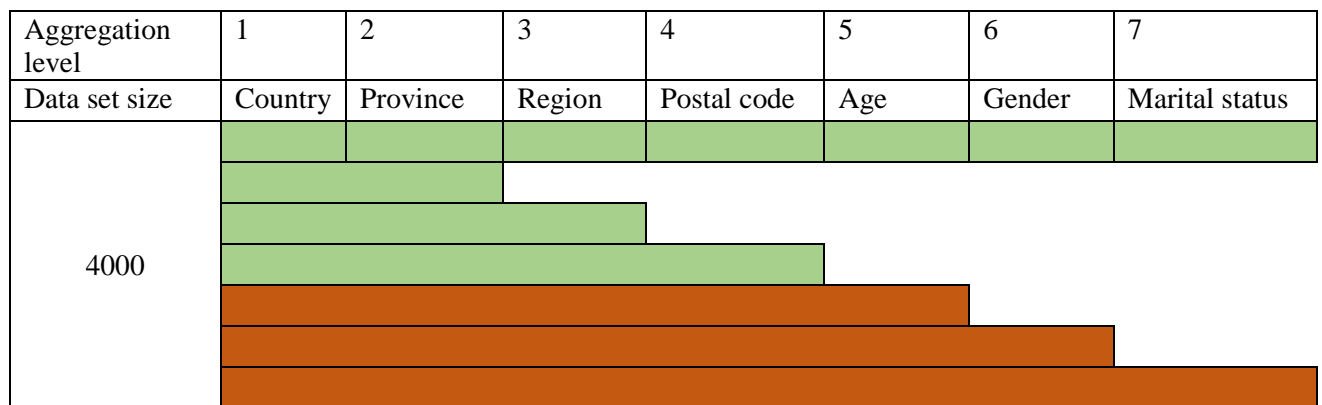 Aggregation level 1 2 3 4 5 6 7
Data set size Country Province Region Postal code Age Gender Marital status
4000